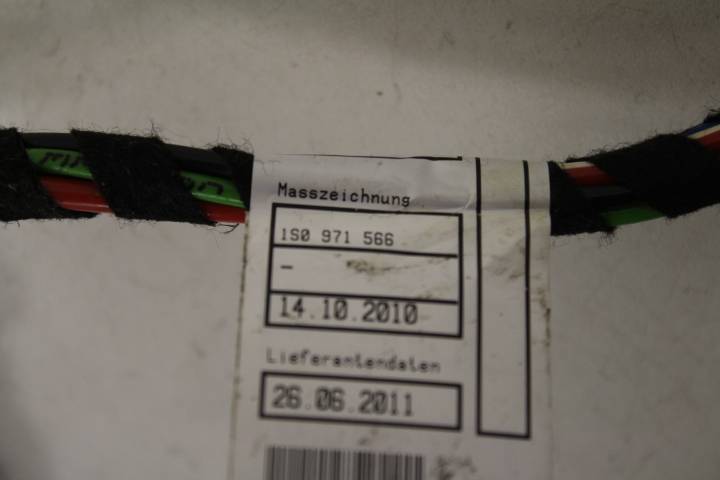 Masszeichnung
1S0 971 566
-
14.10.2010
Lieferantendaten
26.06.2011